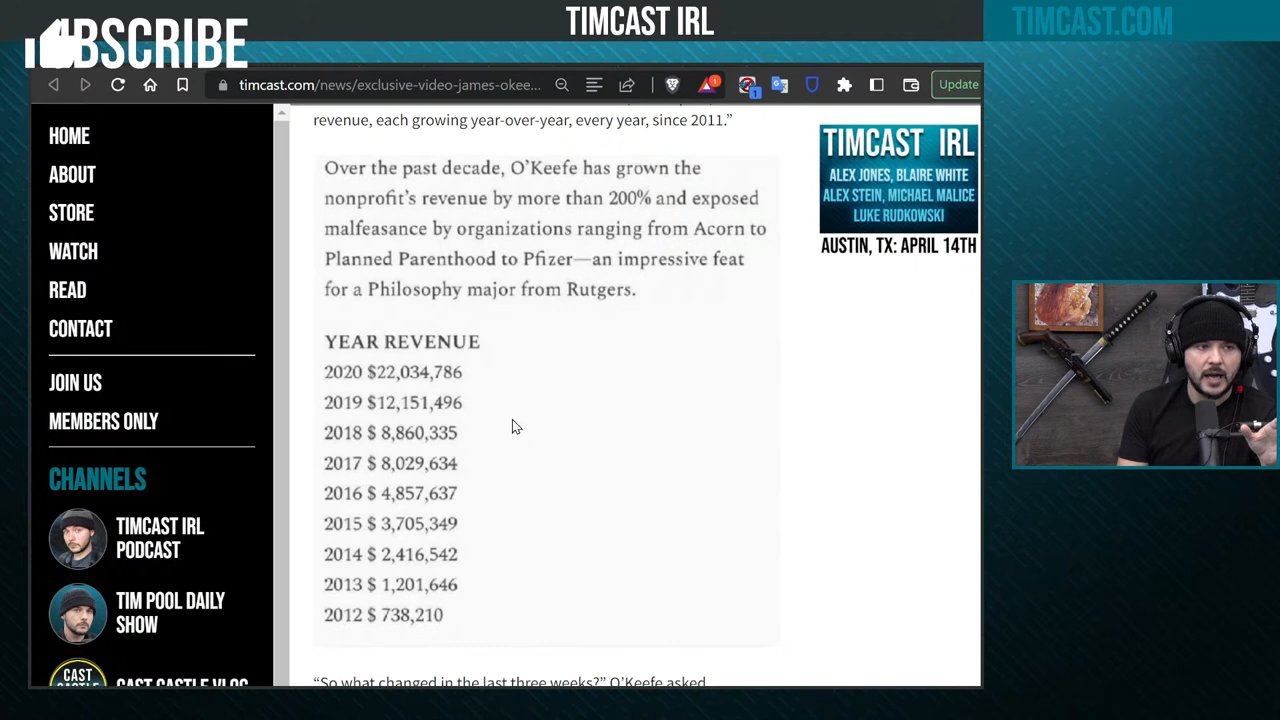 UBSCRIBE
TIMCAST IRL
TIMCAST.COM
timcast.com/news/exclusive-video-james-okee...
1
1
Update
HOME
ABOUT
STORE
WATCH
READ
CONTACT
JOIN US
MEMBERS ONLY
CHANNELS
TIMCAST IRL
PODCAST
TIM POOL DAILY
SHOW
CAST
CASTLE
CAST CASTLE VLOG
revenue, each growing year-over-year, every year, since 2011.”
Over the past decade, O’Keefe has grown the
nonprofit’s revenue by more than 200% and exposed
malfeasance by organizations ranging from Acorn to
Planned Parenthood to Pfizer—an impressive feat
for a Philosophy major from Rutgers.
YEAR REVENUE
2020 $22,034,786
2019 $12,151,496
2018 $ 8,860,335
2017 $ 8,029,634
2016 $ 4,857,637
2015 $ 3,705,349
2014 $ 2,416,542
2013 $ 1,201,646
2012 $ 738,210
“So what changed in the last three weeks?” O’Keefe asked
TIMCAST IRL
ALEX JONES, BLAIRE WHITE
ALEX STEIN, MICHAEL MALICE
LUKE RUDKOWSKI
AUSTIN, TX: APRIL 14TH